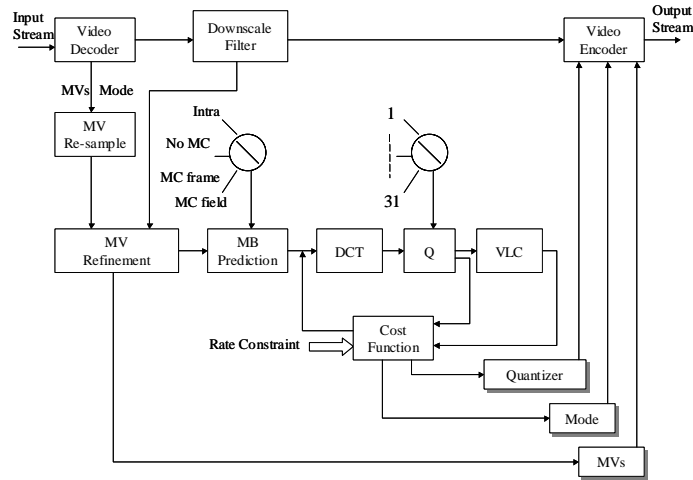 Input
Stream
Video
Decoder
Downscale
Filter
Video
Encoder
Output
Stream
MVs Mode
MV
Re-sample
Intra
No MC
MC frame
MC field
1
31
MV
Refinement
MB
Prediction
DCT
Q
VLC
Cost
Function
Rate Constraint
Quantizer
Mode
MVs